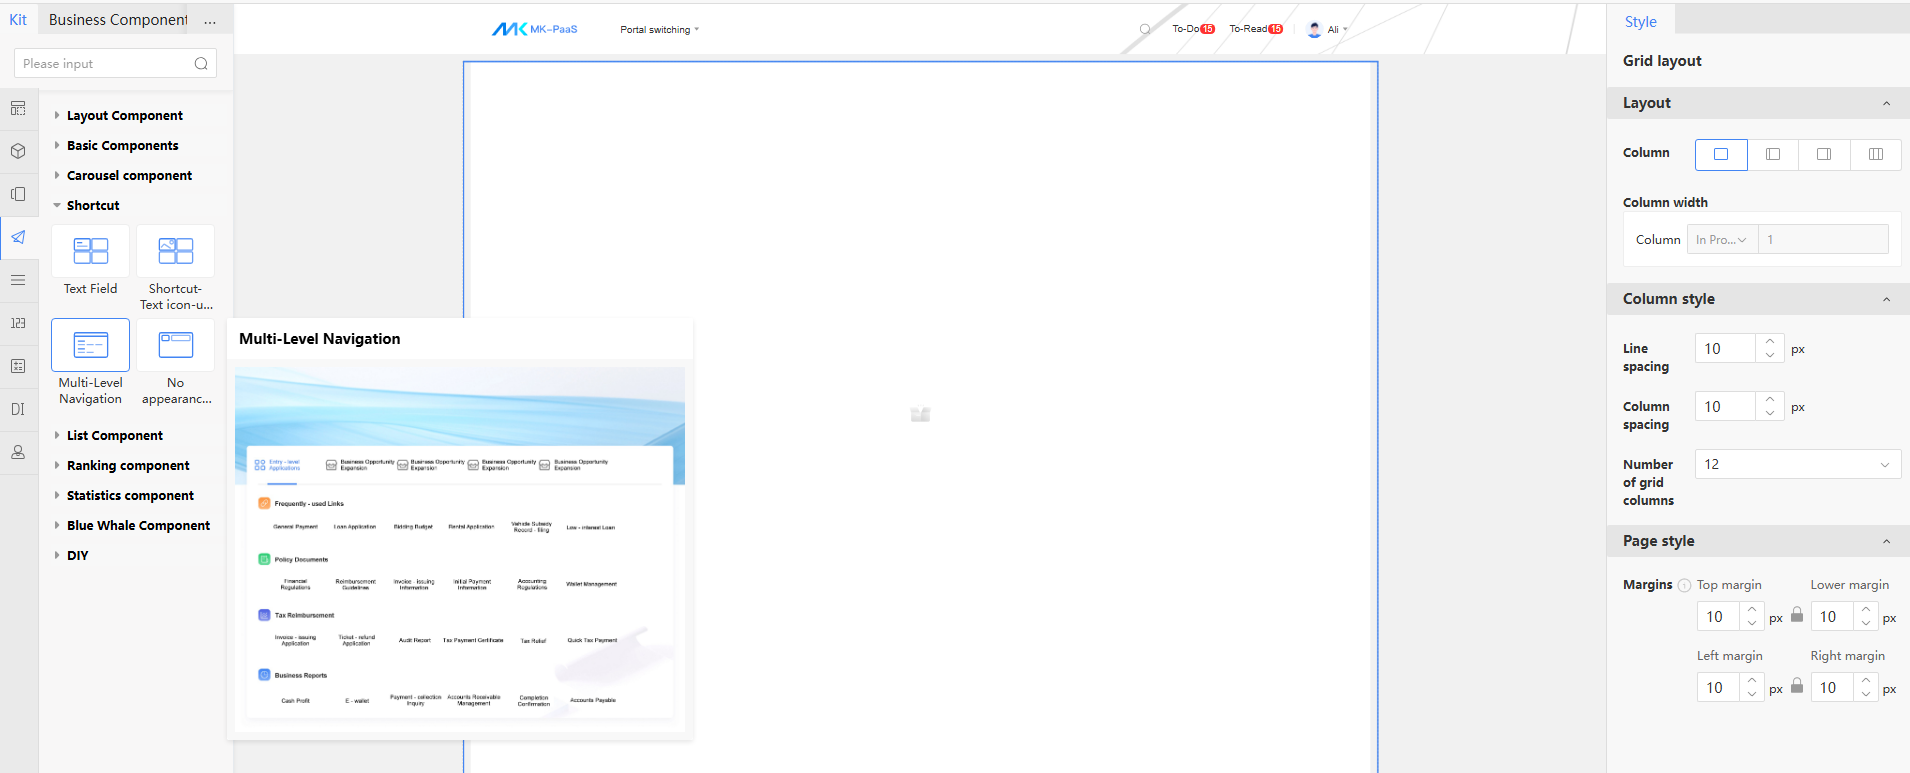 Kit
Business Component
...
Please input
Layout Component
Basic Components
Carousel component
Shortcut
Text Field
Shortcut-
Text icon-u...
Multi-Level
Navigation
No
appearanc...
List Component
Ranking component
Statistics component
Blue Whale Component
DIY
123
DI
MK-PaaS
Portal switching
To-Do 15
To-Read 15
Ali
Multi-Level Navigation
Entry - level
Applications
Business Opportunity
Expansion
Business Opportunity
Expansion
Business Opportunity
Expansion
Business Opportunity
Expansion
Frequently - used Links
General Payment
Loan Application
Bidding Budget
Rental Application
Vehicle Subsidy
Record - filing
Low - interest Loan
Policy Documents
Financial
Regulations
Reimbursement
Guidelines
Invoice - issuing
Information
Initial Payment
Information
Accounting
Regulations
Wallet Management
Tax Reimbursement
Invoice - issuing
Application
Ticket - refund
Application
Audit Report
Tax Payment Certificate
Tax Relief
Quick Tax Payment
Business Reports
Cash Profit
E - wallet
Payment - collection
Inquiry
Accounts Receivable
Management
Completion
Confirmation
Accounts Payable
Style
Grid layout
Layout
Column
Column width
Column
In Pro...
1
Column style
Line
spacing
10
px
Column
spacing
10
px
Number
of grid
columns
12
Page style
Margins
Top margin
Lower margin
10
px
10
px
Left margin
Right margin
10
px
10
px